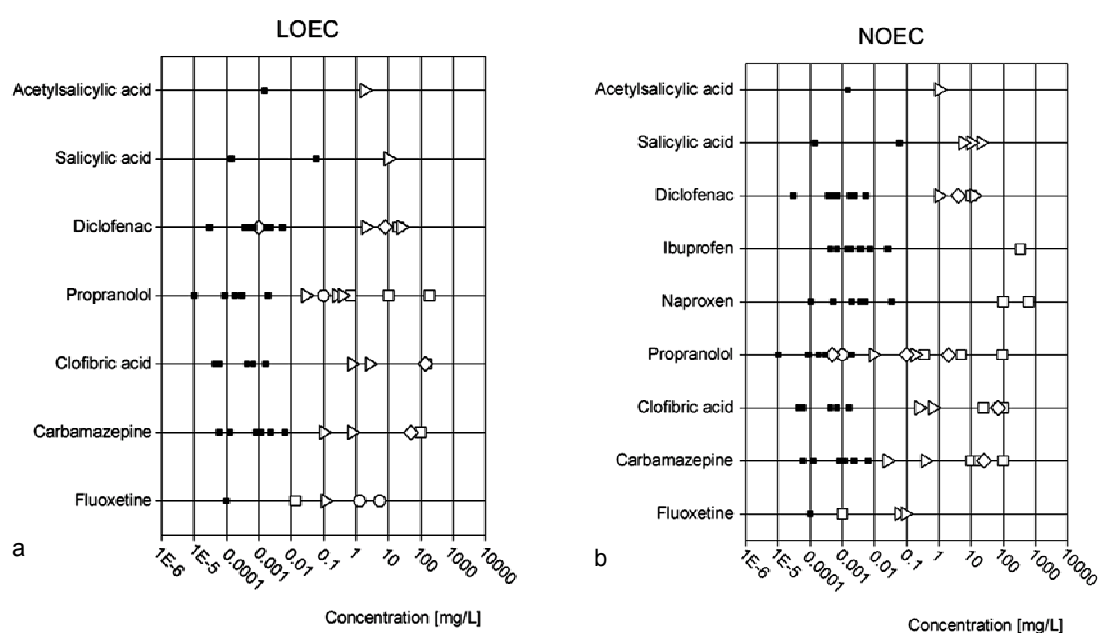 LOEC
Acetylsalicylic acid
Salicylic acid
Diclofenac
Propranolol
Clofibric acid
Carbamazepine
Fluoxetine
1E-6 1E-5 0.0001 0.001 0.01 0.1 1 10 100 1000 10000
a
Concentration [mg/L]
NOEC
Acetylsalicylic acid
Salicylic acid
Diclofenac
Ibuprofen
Naproxen
Propranolol
Clofibric acid
Carbamazepine
Fluoxetine
1E-6 1E-5 0.0001 0.001 0.01 0.1 1 10 100 1000 10000
b
Concentration [mg/L]